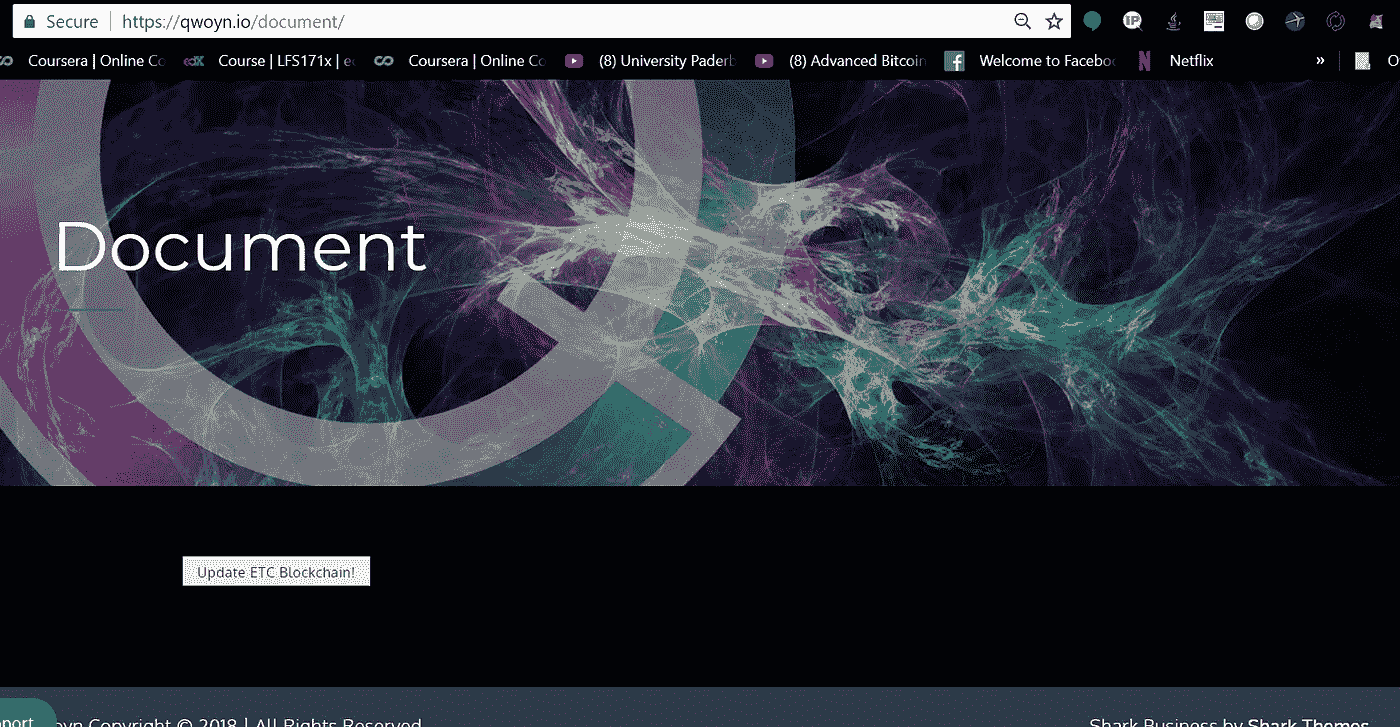 Secure https://qwoyn.io/document/
Coursera | Online Co Course | LFS171x | e Coursera | Online Co (8) University Paderb (8) Advanced Bitcoin Welcome to Facebo Netflix » O
Document
Update ETC Blockchain!
port oyn Copyright © 2018 | All Rights Reserved Shark Business by Shark Themes